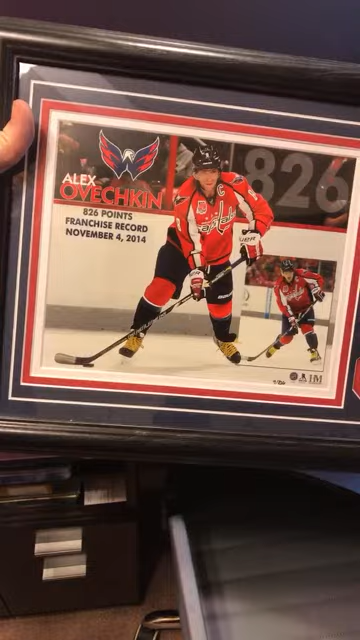 ALEX
OVECHKIN
826 POINTS
FRANCHISE RECORD
NOVEMBER 4, 2014
826
C
capitals